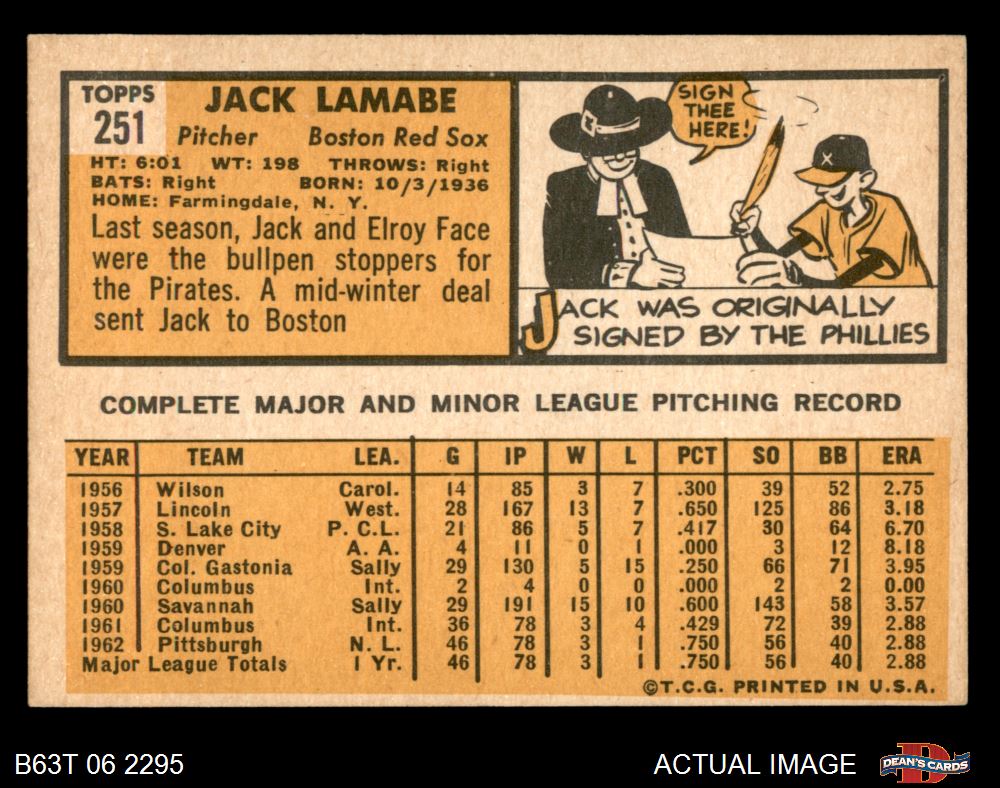 TOPPS
251
JACK LAMABE
Pitcher Boston Red Sox
HT: 6:01 WT: 198 THROWS: Right
BATS: Right BORN: 10/3/1936
HOME: Farmingdale, N. Y.
Last season, Jack and Elroy Face
were the bullpen stoppers for
the Pirates. A mid-winter deal
sent Jack to Boston
SIGN
THEE
HERE!
JACK WAS ORIGINALLY
SIGNED BY THE PHILLIES
COMPLETE MAJOR AND MINOR LEAGUE PITCHING RECORD
YEAR TEAM LEA. G IP W L PCT SO BB ERA
1956 Wilson Carol. 14 85 3 7 .300 39 52 2.75
1957 Lincoln West. 28 167 13 7 .650 125 86 3.18
1958 S. Lake City P. C.L. 21 86 5 7 .417 30 64 6.70
1959 Denver A. A. 4 11 0 1 .000 3 12 8.18
1959 Col. Gastonia Sally 29 130 5 15 .250 66 71 3.95
1960 Columbus Int. 2 4 0 0 .000 2 2 0.00
1960 Savannah Sally 29 191 15 10 .600 143 58 3.57
1961 Columbus Int. 36 78 3 4 .429 72 39 2.88
1962 Pittsburgh N. L. 46 78 3 1 .750 56 40 2.88
Major League Totals 1 Yr. 46 78 3 1 .750 56 40 2.88
©T.C.G. PRINTED IN U.S.A.
B63T 06 2295
ACTUAL IMAGE
D
DEAN'S CARDS